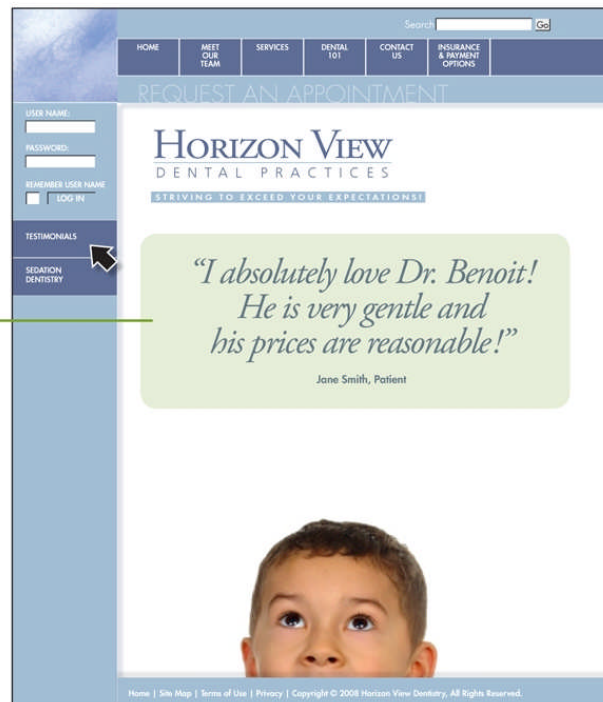 Search Go
HOME
MEET
OUR
TEAM
SERVICES
DENTAL
101
CONTACT
US
INSURANCE
& PAYMENT
OPTIONS
REQUEST AN APPOINTMENT
USER NAME:
PASSWORD:
REMEMBER USER NAME
LOG IN
TESTIMONIALS
SEDATION
DENTISTRY
HORIZON VIEW
DENTAL PRACTICES
STRIVING TO EXCEED YOUR EXPECTATIONS!
“I absolutely love Dr. Benoit!
He is very gentle and
his prices are reasonable!”
Jane Smith, Patient
Home | Site Map | Terms of Use | Privacy | Copyright © 2008 Horizon View Dentistry, All Rights Reserved.